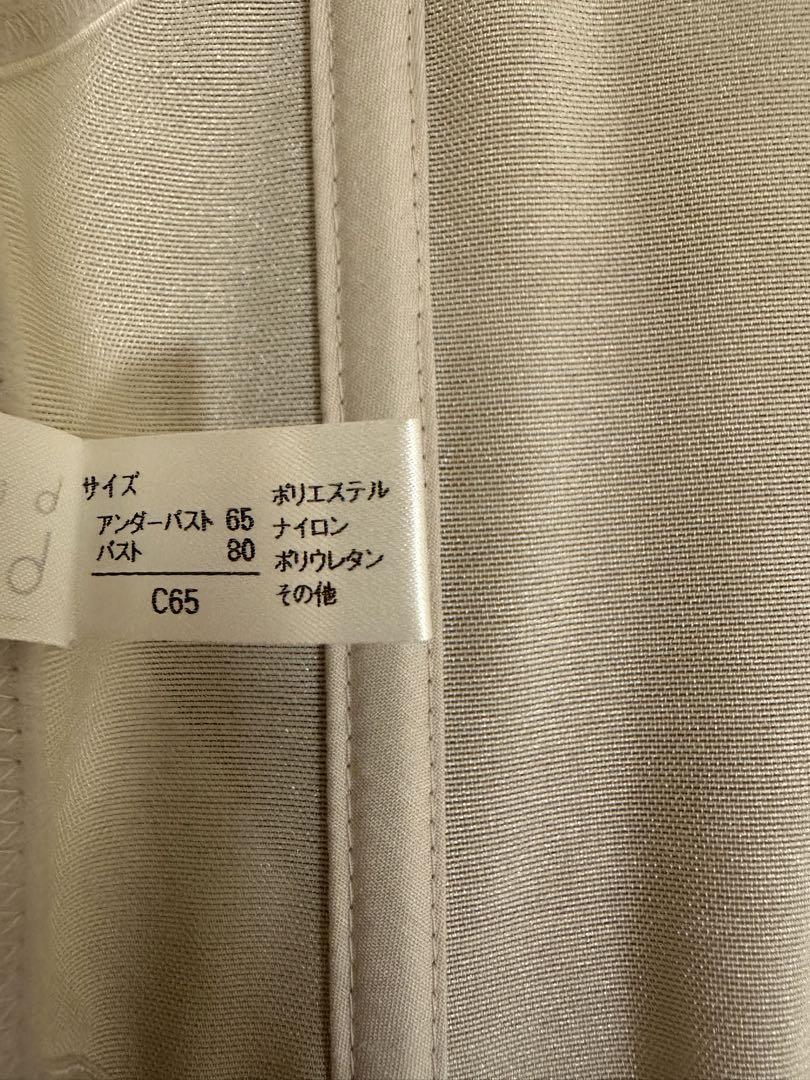 サイズ
アンダーバスト 65
バスト 80
C65
ポリエステル
ナイロン
ポリウレタン
その他
d
d